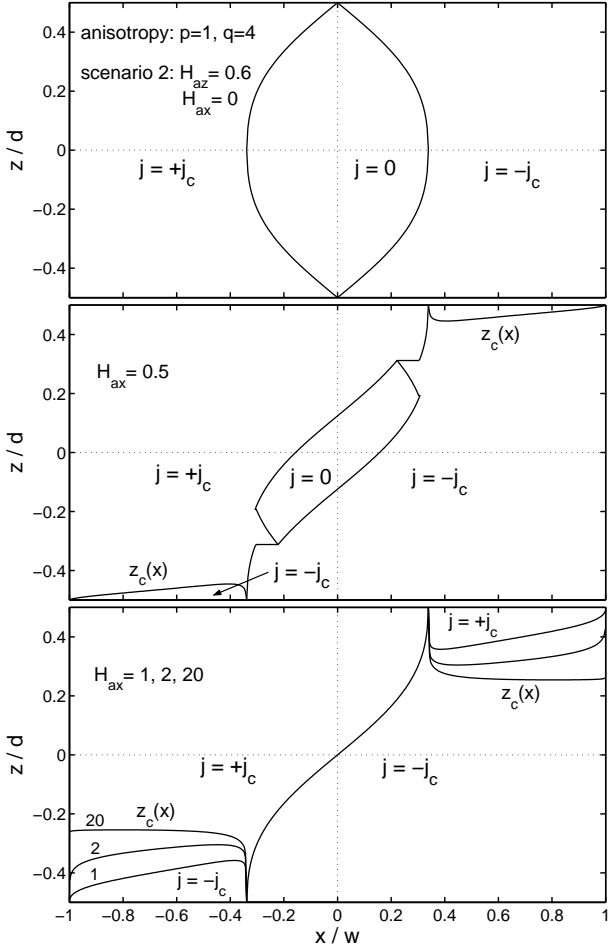 anisotropy: p=1, q=4
scenario 2: H_az = 0.6
H_ax = 0
0.4
0.2
0
−0.2
−0.4
z / d
j = +j_c
j = 0
j = −j_c
H_ax = 0.5
z_c(x)
0.4
0.2
0
−0.2
−0.4
z / d
j = +j_c
j = 0
j = −j_c
z_c(x)
j = −j_c
H_ax = 1, 2, 20
j = +j_c
z_c(x)
0.4
0.2
0
−0.2
−0.4
z / d
j = +j_c
j = −j_c
20
z_c(x)
2
1
j = −j_c
−1
−0.8
−0.6
−0.4
−0.2
0
0.2
0.4
0.6
0.8
1
x / w